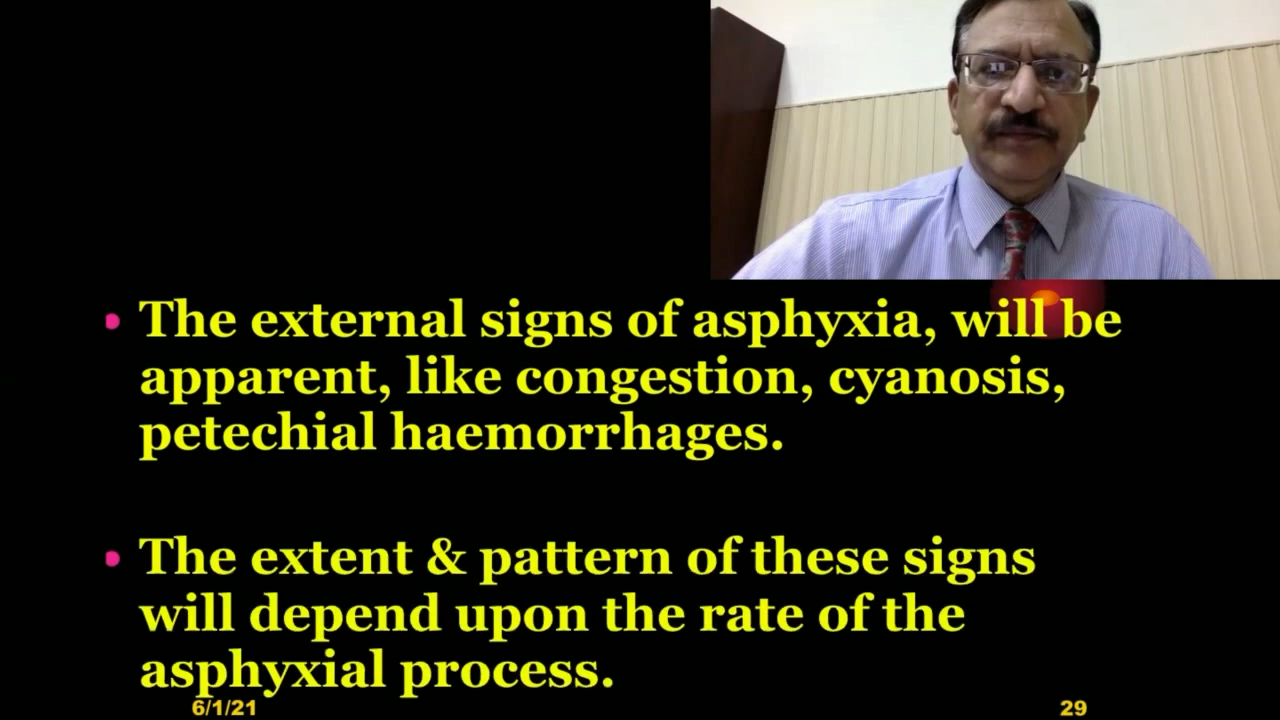 • The external signs of asphyxia, will be
apparent, like congestion, cyanosis,
petechial haemorrhages.
• The extent & pattern of these signs
will depend upon the rate of the
asphyxial process.
6/1/21
29